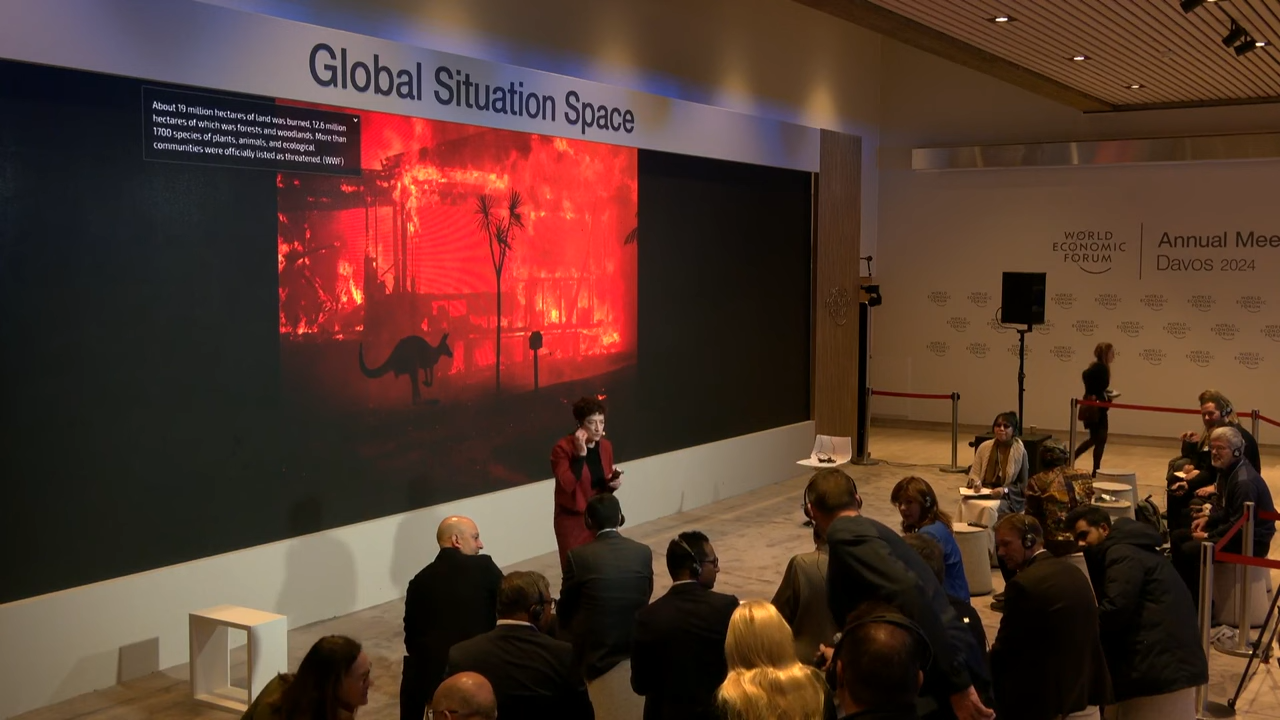 Global Situation Space
About 19 million hectares of land was burned, 12.6 million
hectares of which was forests and woodlands. More than
1700 species of plants, animals, and ecological
communities were officially listed as threatened. (WWF)
WORLD
ECONOMIC
FORUM
Annual Mee
Davos 2024